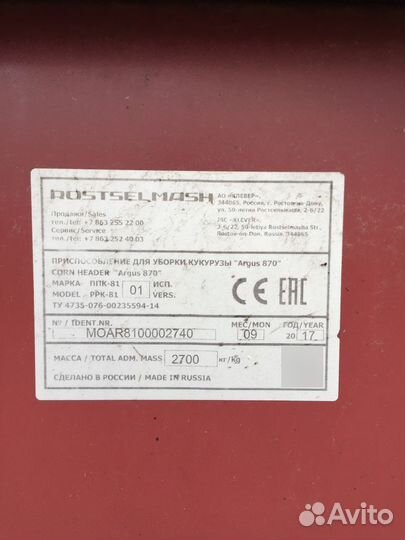 ROSTSELMASH
Продажи/Sales
тел./tel: +7 863 255 22 00
Сервис/Service
тел./tel: +7 863 252 40 03
АО «КЛЕВЕР»,
344065, Россия, г. Ростов-на-Дону,
ул. 50-летия Ростсельмаша, 2-6/22
JSC «KLEVER»,
2-6/22, 50-letiya Rostselmasha Str.,
Rostov-on-Don, Russia, 344065
ПРИСПОСОБЛЕНИЕ ДЛЯ УБОРКИ КУКУРУЗЫ "Argus 870"
CORN HEADER "Argus 870"
МАРКА ППК-81 01 ИСП.
MODEL PPK-81 VERS.
ТУ 4735-076-00235594-14
CE EAC
№ / IDENT.NR. МЕС/MON ГОД/YEAR
MOAR8100002740 09 2017
МАССА / TOTAL ADM. MASS 2700 кг/Kg
СДЕЛАНО В РОССИИ / MADE IN RUSSIA
Avito